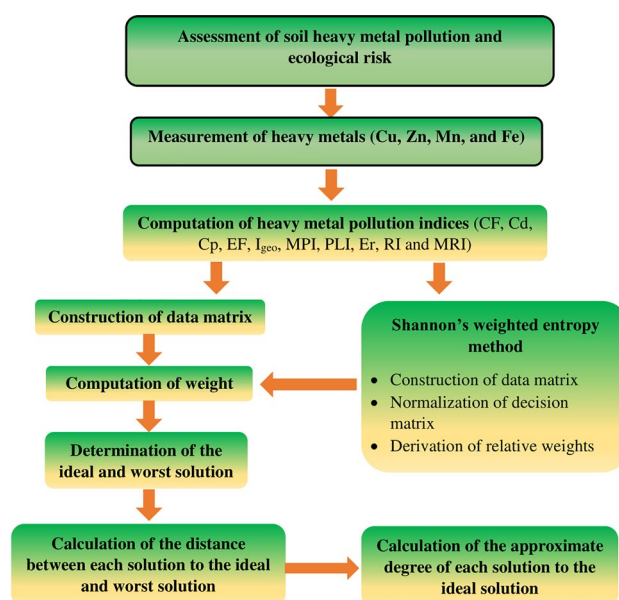 Assessment of soil heavy metal pollution and
ecological risk
Measurement of heavy metals (Cu, Zn, Mn, and Fe)
Computation of heavy metal pollution indices (CF, Cd,
Cp, EF, Igeo, MPI, PLI, Er, RI and MRI)
Construction of data matrix
Computation of weight
Shannon's weighted entropy
method
• Construction of data matrix
• Normalization of decision
matrix
• Derivation of relative weights
Determination of the
ideal and worst solution
Calculation of the distance
between each solution to the ideal
and worst solution
Calculation of the approximate
degree of each solution to the
ideal solution